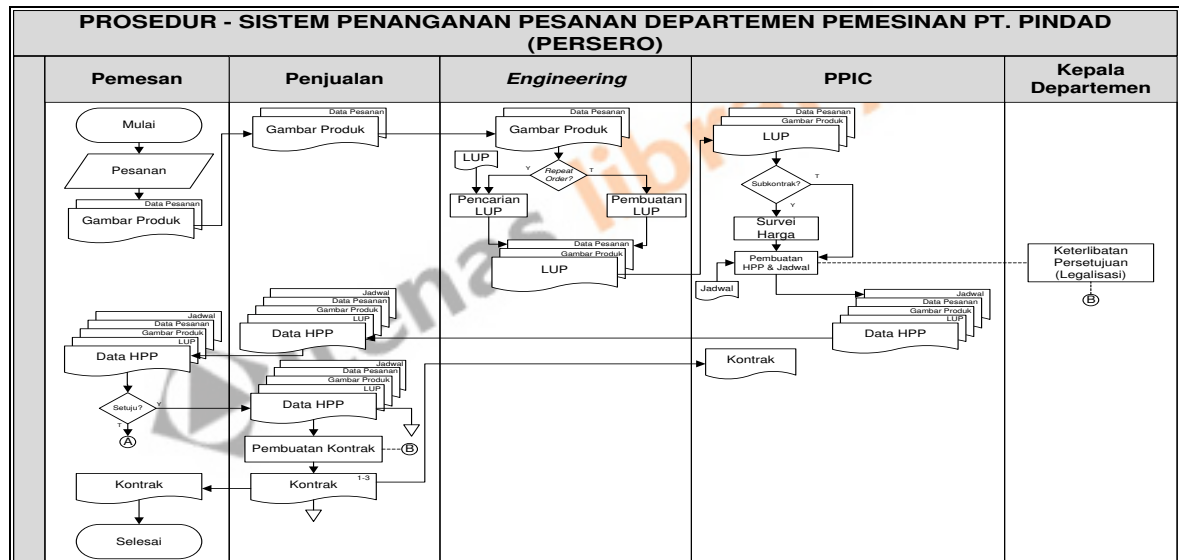 PROSEDUR - SISTEM PENANGANAN PESANAN DEPARTEMEN PEMESINAN PT. PINDAD
(PERSERO)
Pemesan
Penjualan
Engineering
PPIC
Kepala
Departemen
Mulai
Pesanan
Data Pesanan
Gambar Produk
Data Pesanan
Gambar Produk
Data Pesanan
Gambar Produk
LUP
Y
Repeat
Order?
T
Pencarian
LUP
Pembuatan
LUP
Data Pesanan
Gambar Produk
LUP
Data Pesanan
Gambar Produk
LUP
Subkontrak?
T
Y
Survei
Harga
Pembuatan
HPP & Jadwal
Jadwal
Keterlibatan
Persetujuan
(Legalisasi)
B
Jadwal
Data Pesanan
Gambar Produk
LUP
Data HPP
Jadwal
Data Pesanan
Gambar Produk
LUP
Data HPP
Jadwal
Data Pesanan
Gambar Produk
LUP
Data HPP
Setuju?
Y
T
A
Jadwal
Data Pesanan
Gambar Produk
LUP
Data HPP
Pembuatan Kontrak
B
Kontrak
1-3
Kontrak
Kontrak
Selesai
itenas library